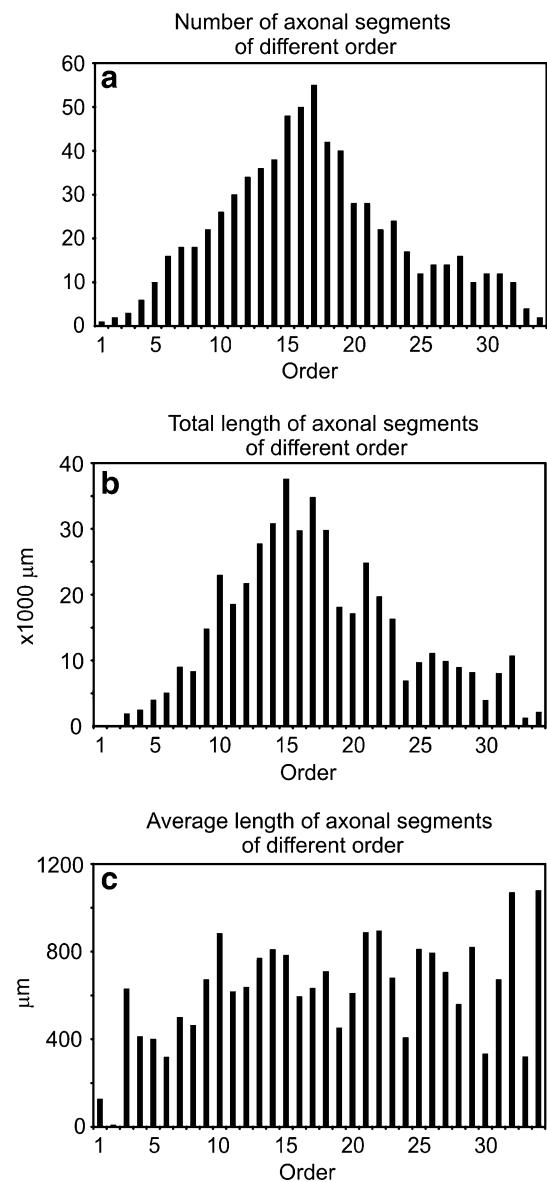 Number of axonal segments
of different order
a
60
50
40
30
20
10
0
1 5 10 15 20 25 30
Order
Total length of axonal segments
of different order
b
x1000 μm
40
30
20
10
0
1 5 10 15 20 25 30
Order
Average length of axonal segments
of different order
c
μm
1200
800
400
0
1 5 10 15 20 25 30
Order